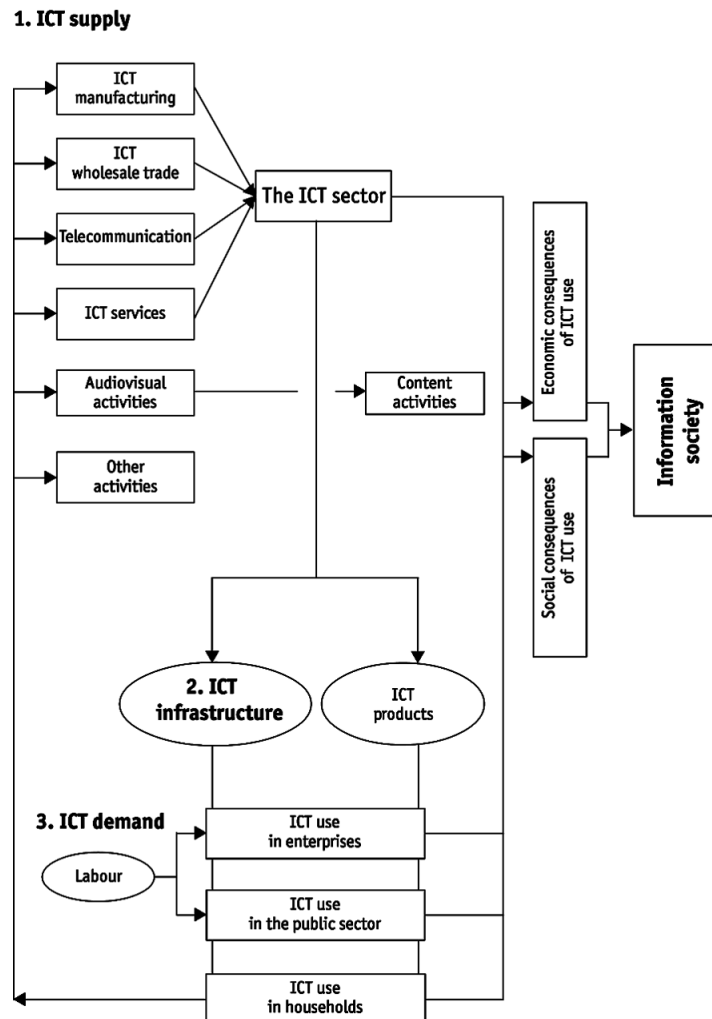 1. ICT supply
ICT
manufacturing
ICT
wholesale trade
The ICT sector
Telecommunication
ICT services
Audiovisual
activities
Content
activities
Other
activities
Economic consequences
of ICT use
Social consequences
of ICT use
Information
society
2. ICT
infrastructure
ICT
products
3. ICT demand
Labour
ICT use
in enterprises
ICT use
in the public sector
ICT use
in households